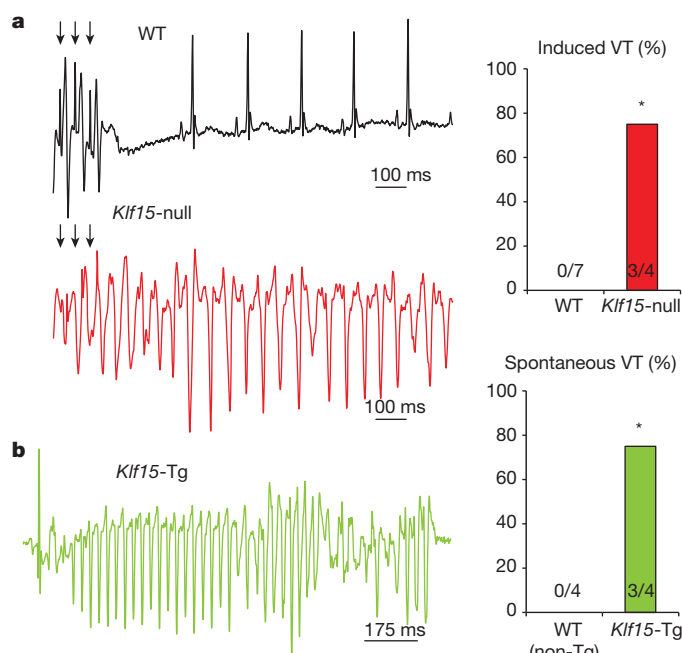 a
WT
100 ms
Klf15-null
100 ms
Induced VT (%)
100
80
60
40
20
0
*
0/7
3/4
WT
Klf15-null
b
Klf15-Tg
175 ms
Spontaneous VT (%)
100
80
60
40
20
0
*
0/4
3/4
WT
Klf15-Tg
(non-Tg)